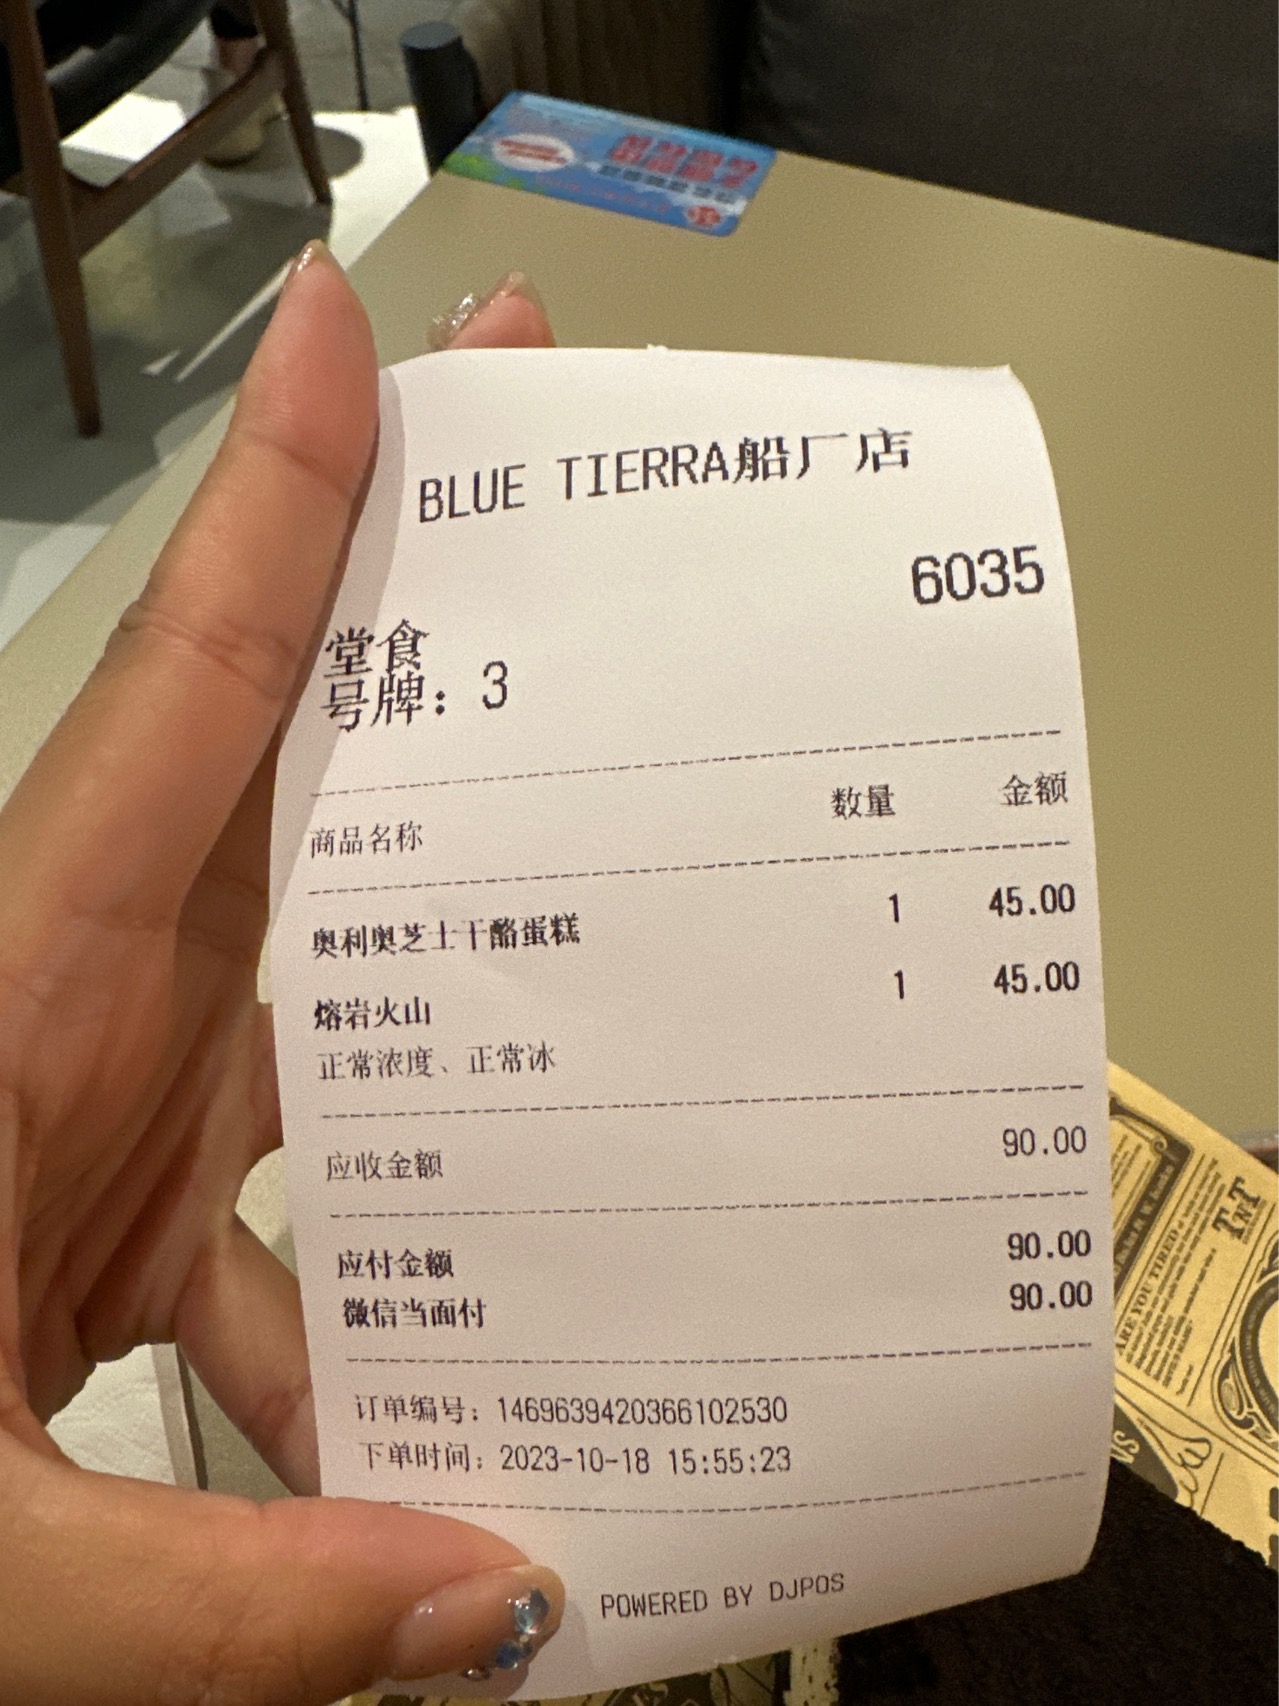 BLUE TIERRA船厂店
6035
堂食
号牌：3
商品名称 数量 金额
奥利奥芝士干酪蛋糕 1 45.00
熔岩火山 1 45.00
正常浓度、正常冰
应收金额 90.00
应付金额 90.00
微信当面付 90.00
订单编号：1469639420366102530
下单时间：2023-10-18 15:55:23
POWERED BY DJPOS
TNT
ARE YOU TIRED